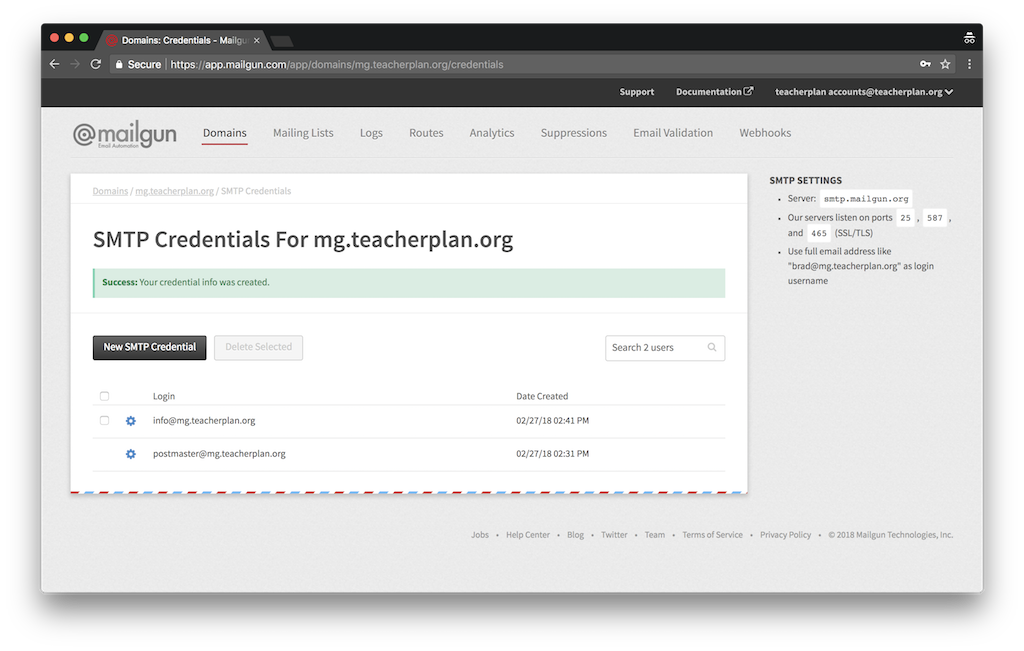 Domains: Credentials - Mailgu
Secure https://app.mailgun.com/app/domains/mg.teacherplan.org/credentials
Support Documentation teacherplan accounts@teacherplan.org
@mailgun
Email Automation
Domains Mailing Lists Logs Routes Analytics Suppressions Email Validation Webhooks
Domains / mg.teacherplan.org / SMTP Credentials
SMTP Credentials For mg.teacherplan.org
Success: Your credential info was created.
New SMTP Credential Delete Selected Search 2 users
Login Date Created
info@mg.teacherplan.org 02/27/18 02:41 PM
postmaster@mg.teacherplan.org 02/27/18 02:31 PM
SMTP SETTINGS
• Server: smtp.mailgun.org
• Our servers listen on ports 25 , 587 ,
and 465 (SSL/TLS)
• Use full email address like
"brad@mg.teacherplan.org" as login
username
Jobs • Help Center • Blog • Twitter • Team • Terms of Service • Privacy Policy • © 2018 Mailgun Technologies, Inc.